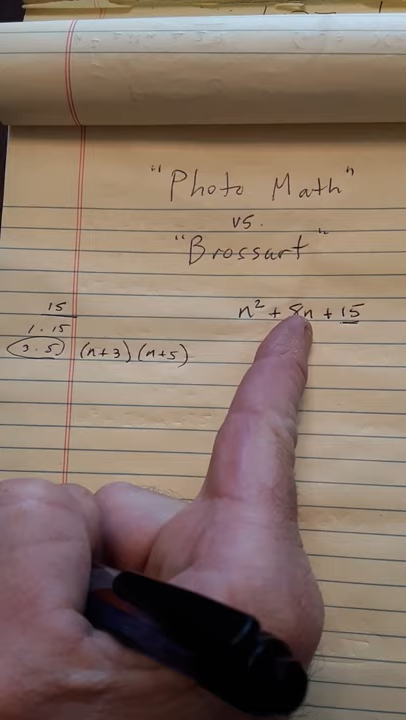 "Photo Math"
vs.
"Brossart"
n² + 8n + 15
15
1 · 15
3 · 5 (n+3)(n+5)